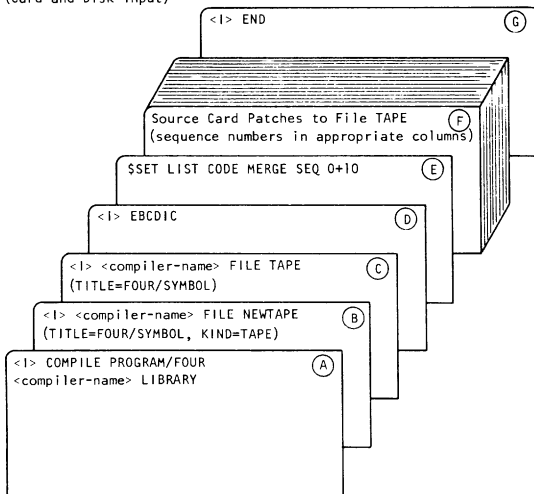 (Card and Disk Input)
<I> END
G
Source Card Patches to File TAPE
F
(sequence numbers in appropriate columns)
$SET LIST CODE MERGE SEQ 0+10
E
<I> EBCDIC
D
<I> <compiler-name> FILE TAPE
C
(TITLE=FOUR/SYMBOL)
<I> <compiler-name> FILE NEWTAPE
B
(TITLE=FOUR/SYMBOL, KIND=TAPE)
<I> COMPILE PROGRAM/FOUR
A
<compiler-name> LIBRARY